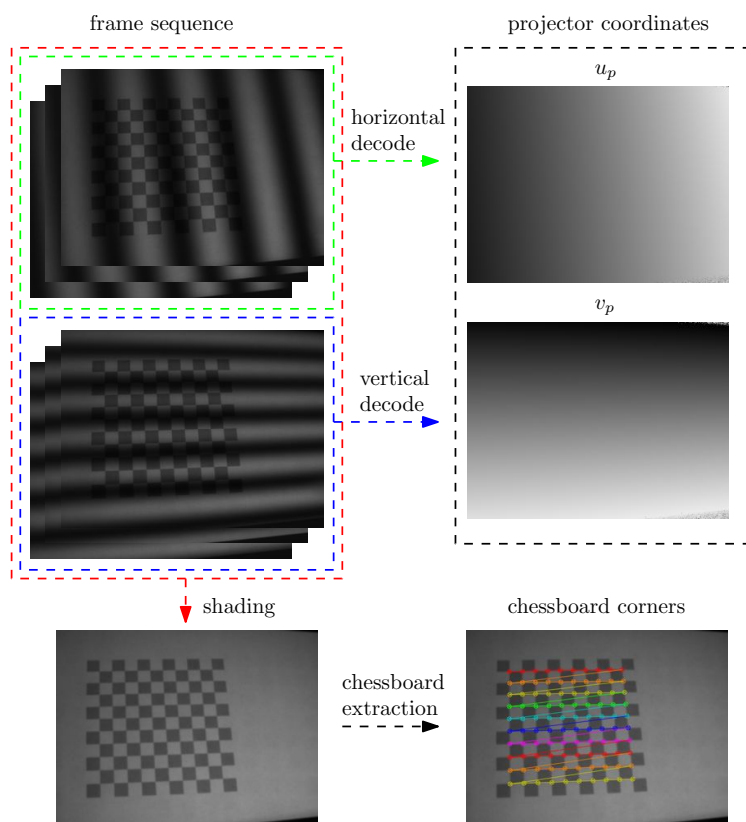 frame sequence
projector coordinates
u_p
horizontal
decode
v_p
vertical
decode
shading
chessboard corners
chessboard
extraction